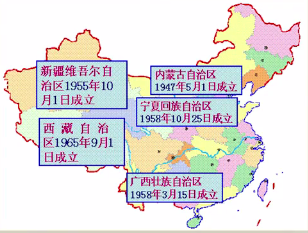 新疆维吾尔自
治区1955年10
月1日成立
内蒙古自治区
1947年5月1日成立
宁夏回族自治区
1958年10月25日成立
西 藏 自 治
区1965年9月1
日成立
广西壮族自治区
1958年3月15日成立